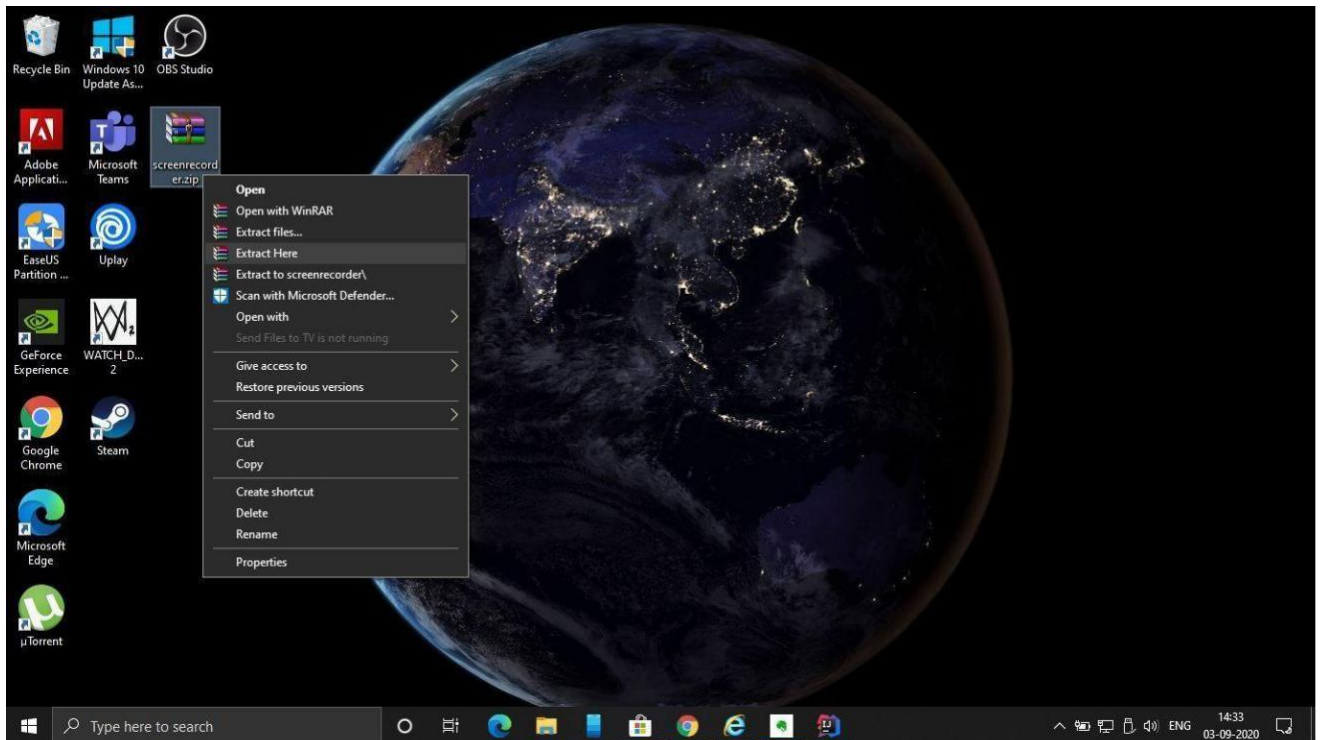 Recycle Bin
Windows 10
Update As...
OBS Studio
Adobe
Applicati...
Microsoft
Teams
screenrecord
er.zip
EaseUS
Partition ...
Uplay
GeForce
Experience
WATCH_D...
2
Google
Chrome
Steam
Microsoft
Edge
µTorrent
Open
Open with WinRAR
Extract files...
Extract Here
Extract to screenrecorder\
Scan with Microsoft Defender...
Open with
Send Files to TV is not running
Give access to
Restore previous versions
Send to
Cut
Copy
Create shortcut
Delete
Rename
Properties
Type here to search
ENG
14:33
03-09-2020